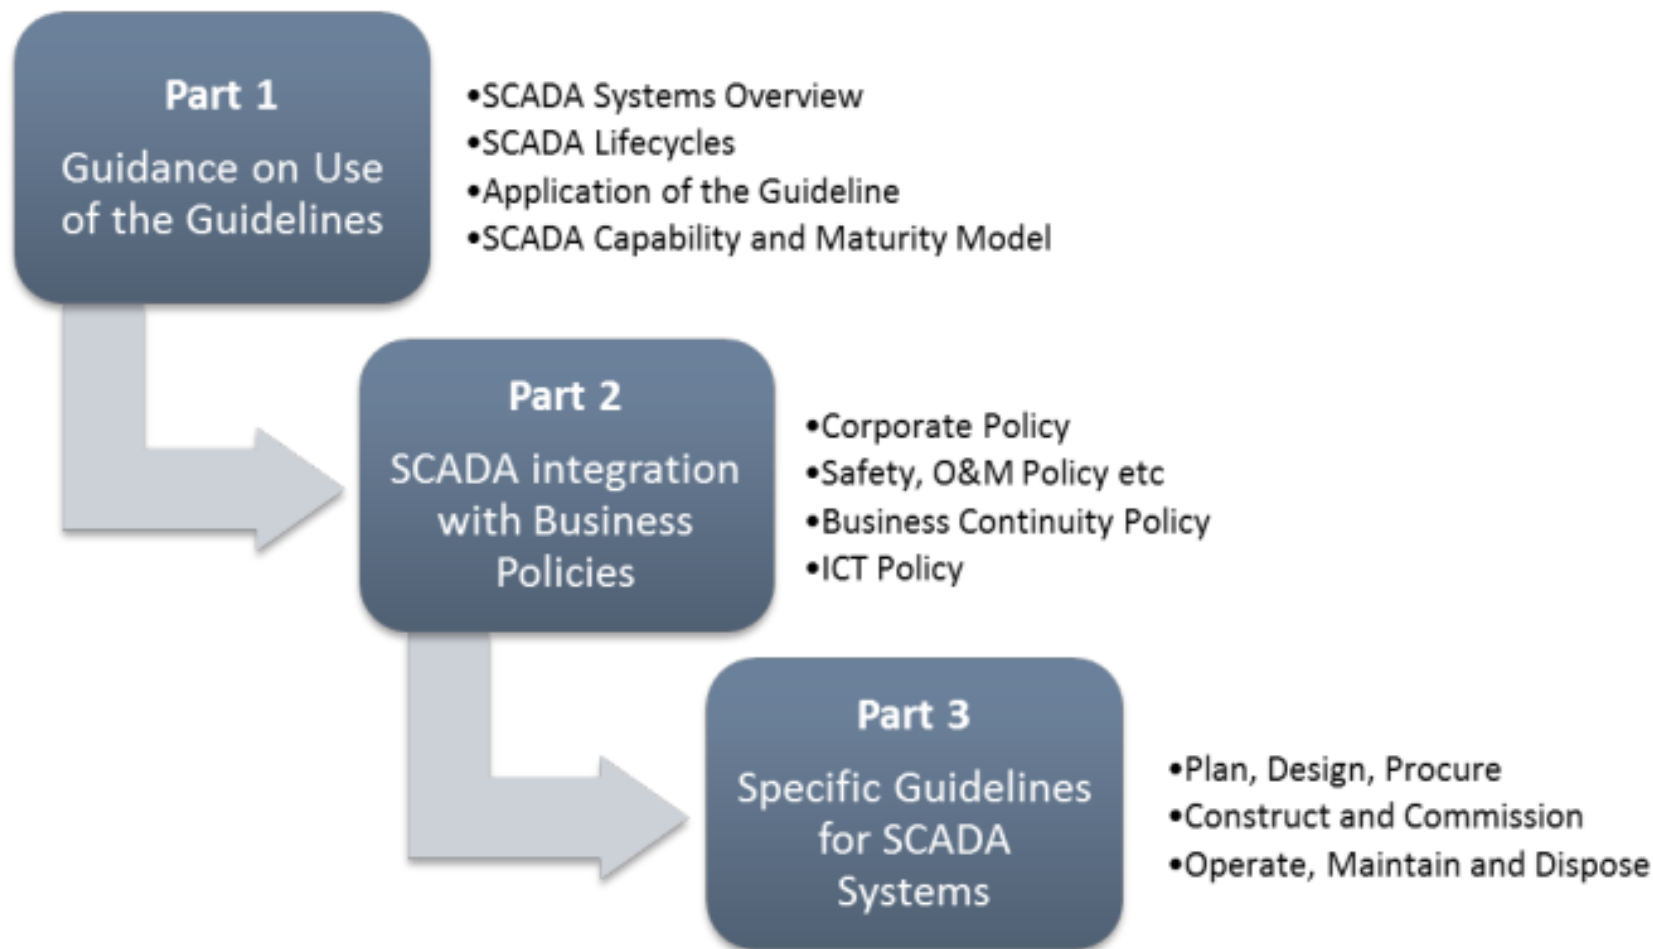 Part 1
Guidance on Use
of the Guidelines
•SCADA Systems Overview
•SCADA Lifecycles
•Application of the Guideline
•SCADA Capability and Maturity Model
Part 2
SCADA integration
with Business
Policies
•Corporate Policy
•Safety, O&M Policy etc
•Business Continuity Policy
•ICT Policy
Part 3
Specific Guidelines
for SCADA
Systems
•Plan, Design, Procure
•Construct and Commission
•Operate, Maintain and Dispose